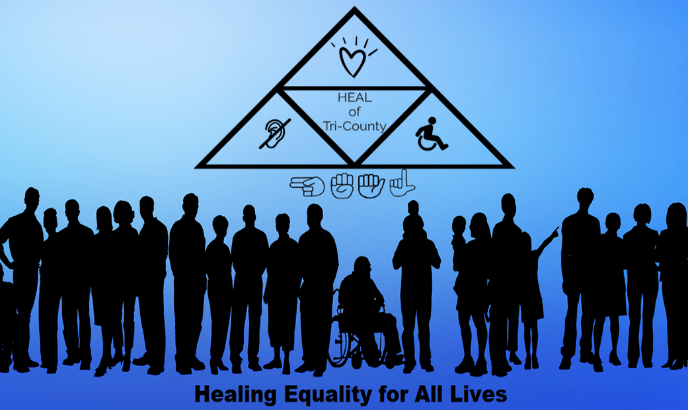 HEAL
of
Tri-County
Healing Equality for All Lives